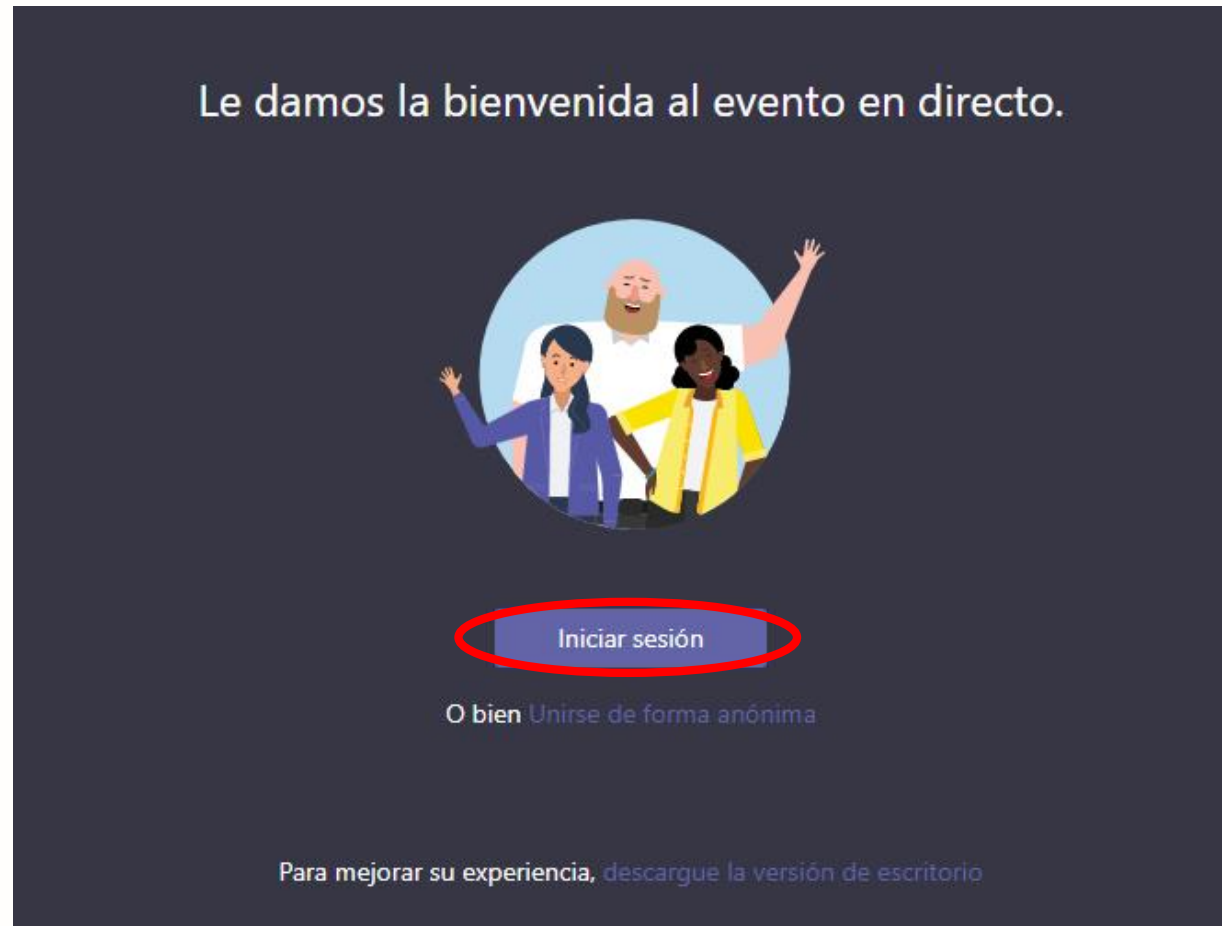 Le damos la bienvenida al evento en directo.
Iniciar sesión
O bien Unirse de forma anónima
Para mejorar su experiencia, descargue la versión de escritorio